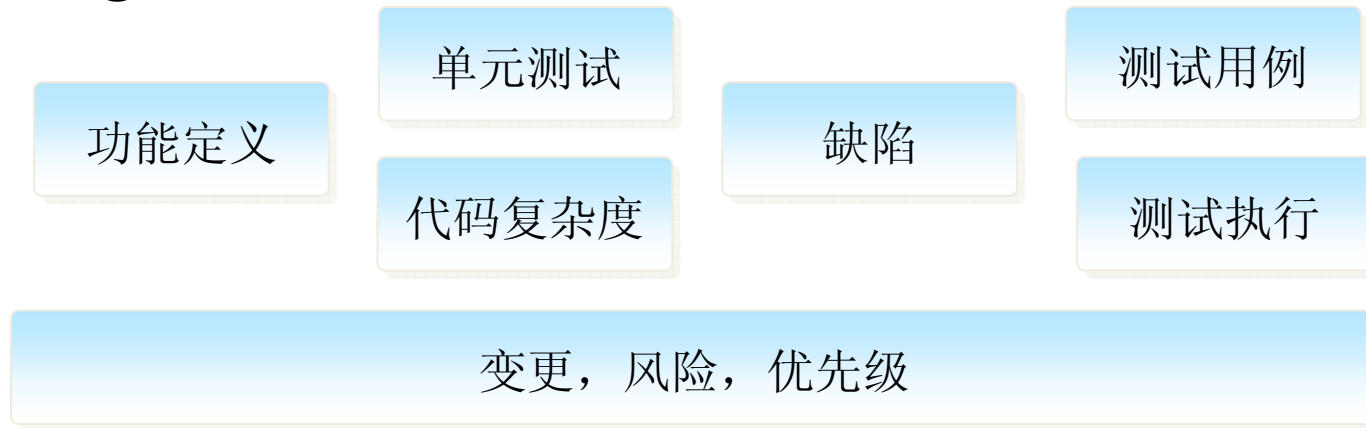 单元测试
测试用例
功能定义
缺陷
代码复杂度
测试执行
变更，风险，优先级